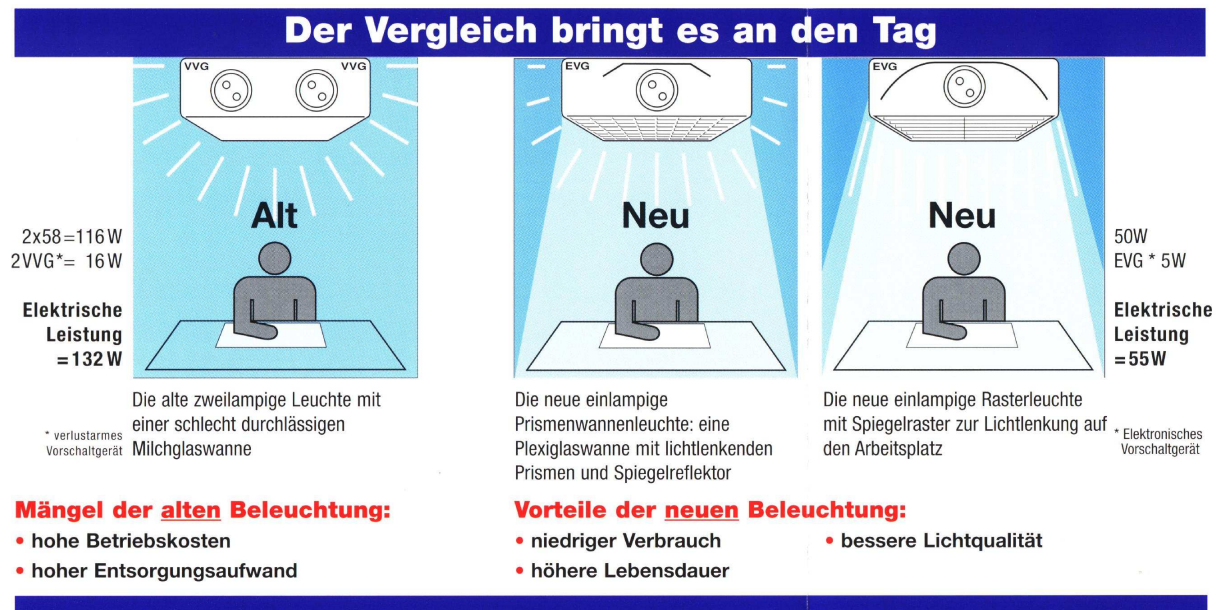 Der Vergleich bringt es an den Tag
VVG VVG
Alt
2x58=116W
2VVG*= 16W
Elektrische
Leistung
=132W
* verlustarmes
Vorschaltgerät
Die alte zweilampige Leuchte mit
einer schlecht durchlässigen
Milchglaswanne
EVG
Neu
Die neue einlampige
Prismenwannenleuchte: eine
Plexiglaswanne mit lichtlenkenden
Prismen und Spiegelreflektor
EVG
Neu
50W
EVG * 5W
Elektrische
Leistung
=55W
Die neue einlampige Rasterleuchte
mit Spiegelraster zur Lichtlenkung auf
den Arbeitsplatz
* Elektronisches
Vorschaltgerät
Mängel der alten Beleuchtung:
• hohe Betriebskosten
• hoher Entsorgungsaufwand
Vorteile der neuen Beleuchtung:
• niedriger Verbrauch
• höhere Lebensdauer
• bessere Lichtqualität